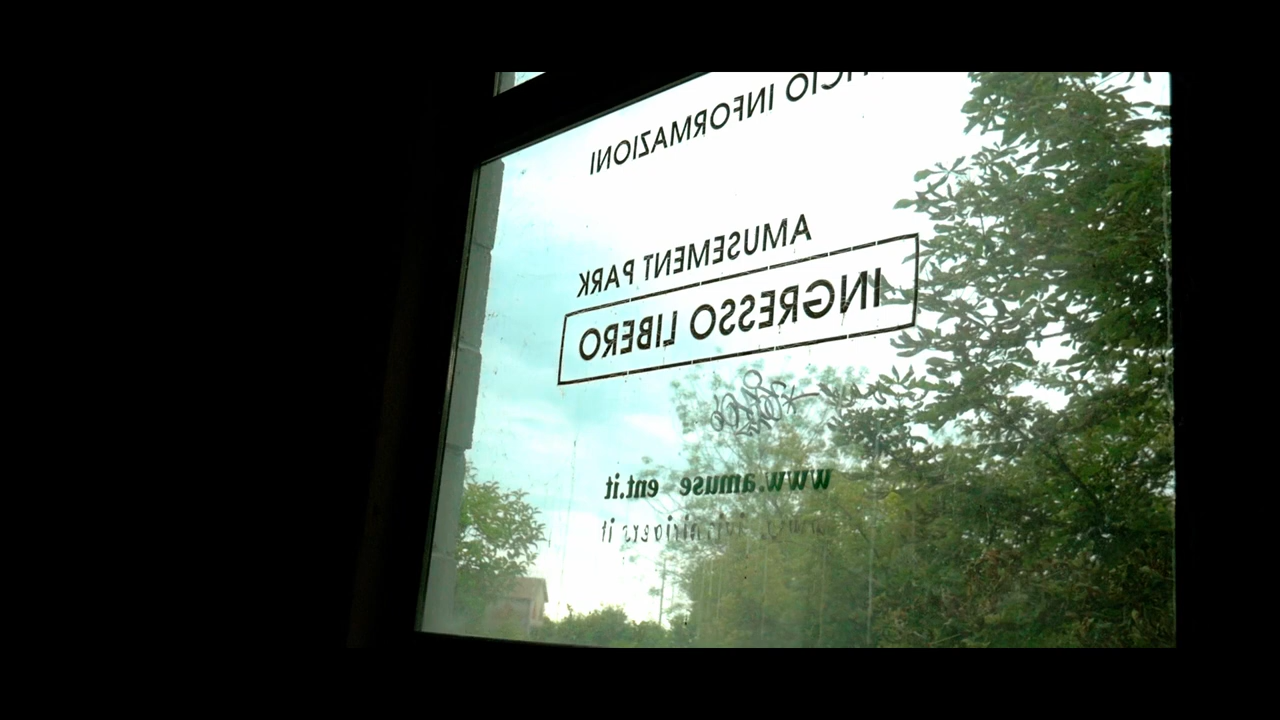 INFORMAZIONI
AMUSEMENT PARK
INGRESSO LIBERO
www.amuse ent.it